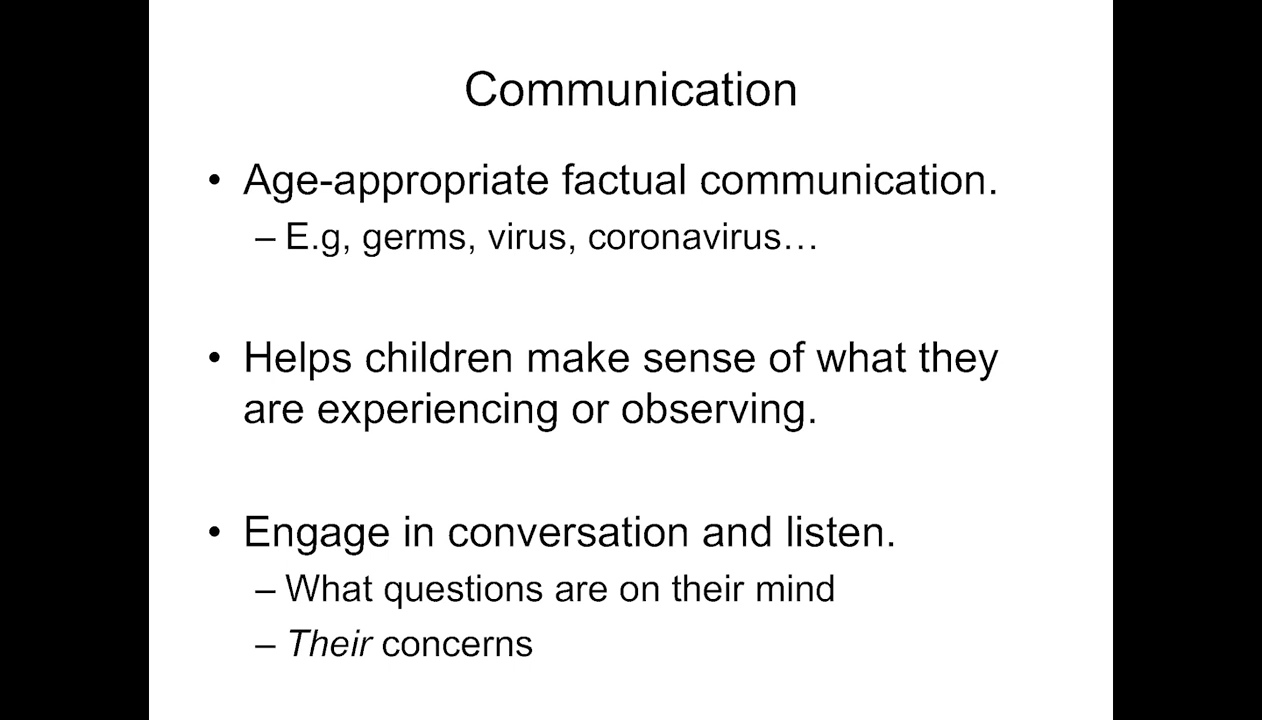 Communication
• Age-appropriate factual communication.
– E.g, germs, virus, coronavirus…
• Helps children make sense of what they
are experiencing or observing.
• Engage in conversation and listen.
– What questions are on their mind
– Their concerns